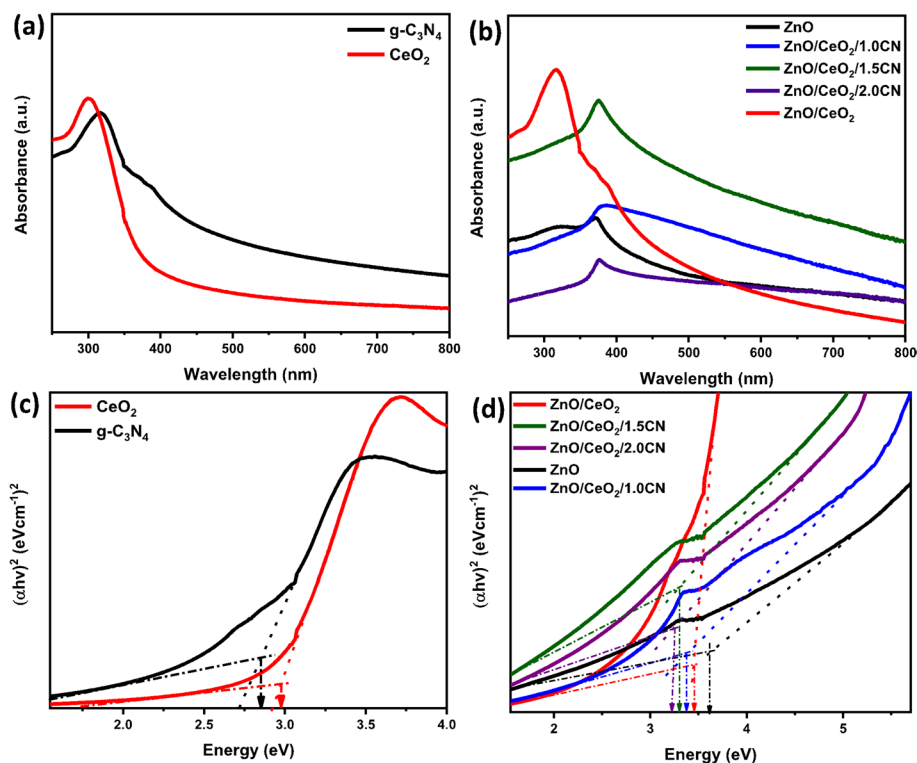 (a)
g-C₃N₄
CeO₂
Absorbance (a.u.)
300 400 500 600 700 800
Wavelength (nm)
(b)
ZnO
ZnO/CeO₂/1.0CN
ZnO/CeO₂/1.5CN
ZnO/CeO₂/2.0CN
ZnO/CeO₂
Absorbance (a.u.)
300 400 500 600 700 800
Wavelength (nm)
(c)
CeO₂
g-C₃N₄
(αhν)² (eVcm⁻¹)²
2.0 2.5 3.0 3.5 4.0
Energy (eV)
(d)
ZnO/CeO₂
ZnO/CeO₂/1.5CN
ZnO/CeO₂/2.0CN
ZnO
ZnO/CeO₂/1.0CN
(αhν)² (eVcm⁻¹)²
2 3 4 5
Energy (eV)